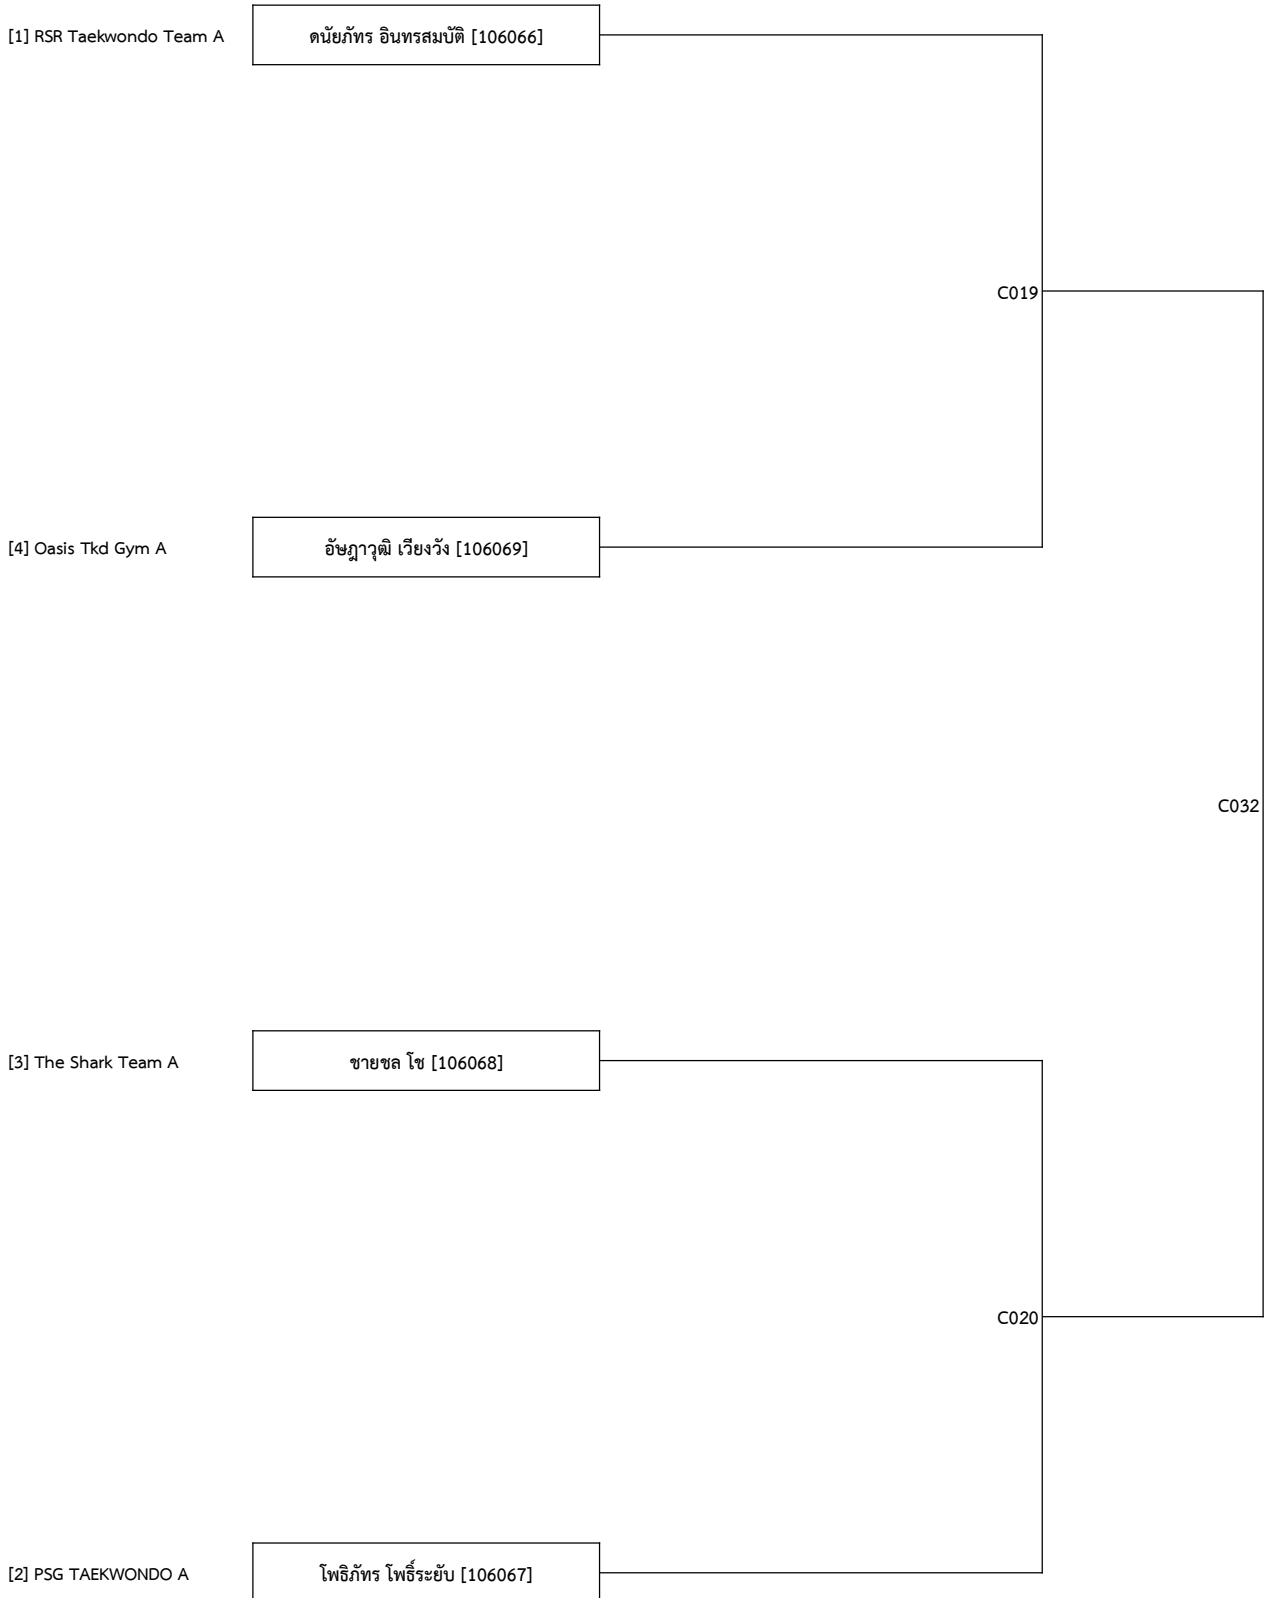 [1] RSR Taekwondo Team A
ดนัยภัทร อินทรสมบัติ [106066]
C019
[4] Oasis Tkd Gym A
อัษฎาวุฒิ เวียงวัง [106069]
C032
[3] The Shark Team A
ชายชล โช [106068]
C020
[2] PSG TAEKWONDO A
โพธิภัทร โพธิ์ระยับ [106067]